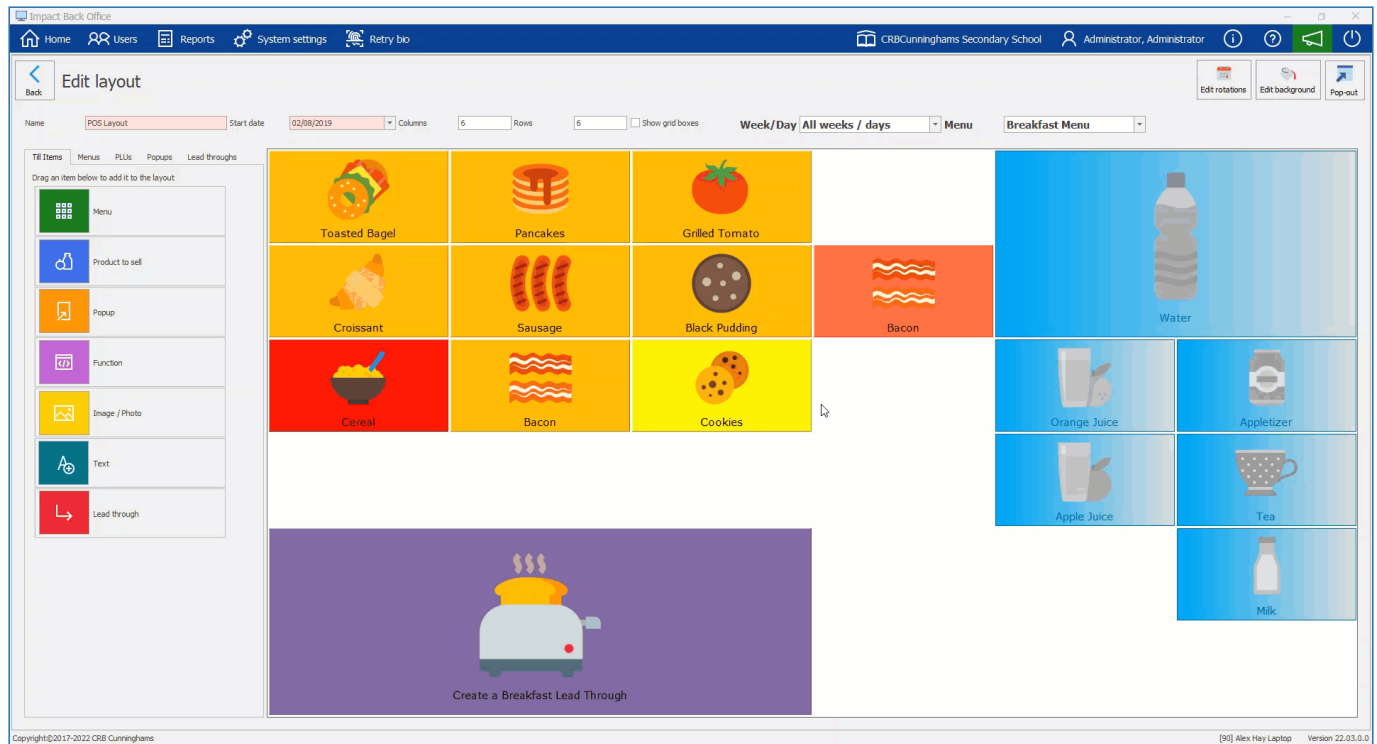 Impact Back Office
Home Users Reports System settings Retry bio CRBCunninghams Secondary School Administrator, Administrator
Back Edit layout Edit rotations Edit background Pop-out
Name POS Layout Start date 02/08/2019 Columns 6 Rows 6 Show grid boxes Week/Day All weeks / days Menu Breakfast Menu
Till Items Menus PLUs Popups Lead throughs
Drag an item below to add it to the layout
Menu
Product to sell
Popup
Function
Image / Photo
Text
Lead through
Toasted Bagel Pancakes Grilled Tomato
Croissant Sausage Black Pudding Bacon Water
Cereal Bacon Cookies Orange Juice Appletizer
Apple Juice Tea
Milk
Create a Breakfast Lead Through
Copyright©2017-2022 CRB Cunninghams [90] Alex Hay Laptop Version 22.03.0.0